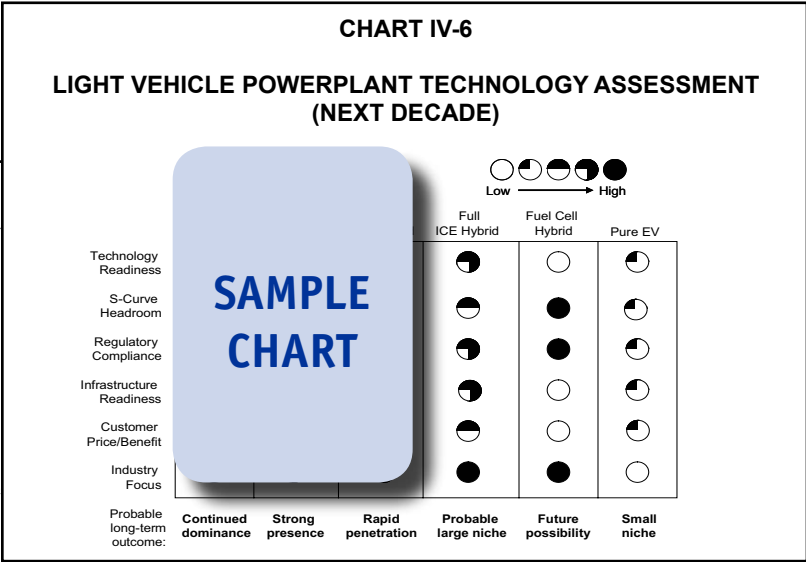 CHART IV-6
LIGHT VEHICLE POWERPLANT TECHNOLOGY ASSESSMENT
(NEXT DECADE)
Low
High
Full
ICE Hybrid
Fuel Cell
Hybrid
Pure EV
SAMPLE
CHART
Technology
Readiness
S-Curve
Headroom
Regulatory
Compliance
Infrastructure
Readiness
Customer
Price/Benefit
Industry
Focus
Probable
long-term
outcome:
Continued
dominance
Strong
presence
Rapid
penetration
Probable
large niche
Future
possibility
Small
niche